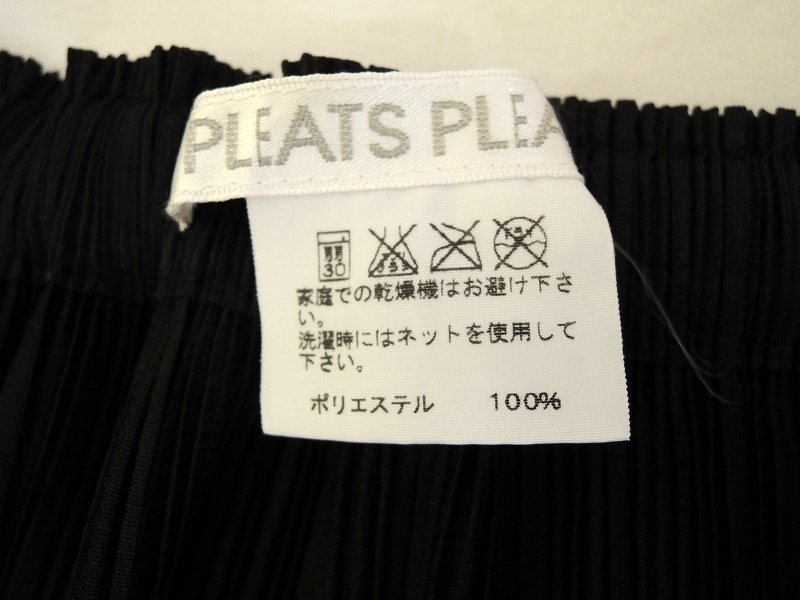 PLEATS PLEA
弱
30
家庭での乾燥機はお避け下さ
い。
洗濯時にはネットを使用して
下さい。
ポリエステル 100%